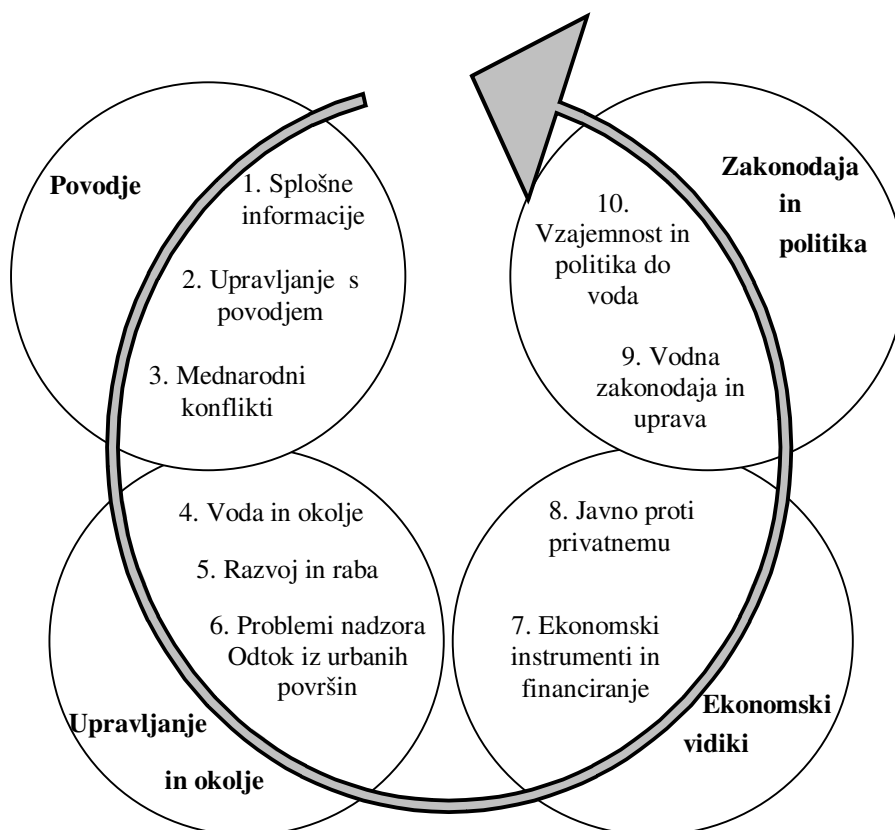 Povodje
1. Splošne
informacije
2. Upravljanje s
povodjem
3. Mednarodni
konflikti
4. Voda in okolje
5. Razvoj in raba
6. Problemi nadzora
Odtok iz urbanih
površin
Upravljanje
in okolje
7. Ekonomski
instrumenti in
financiranje
8. Javno proti
privatnemu
Ekonomski
vidiki
9. Vodna
zakonodaja in
uprava
10.
Vzajemnost in
politika do
voda
Zakonodaja
in
politika